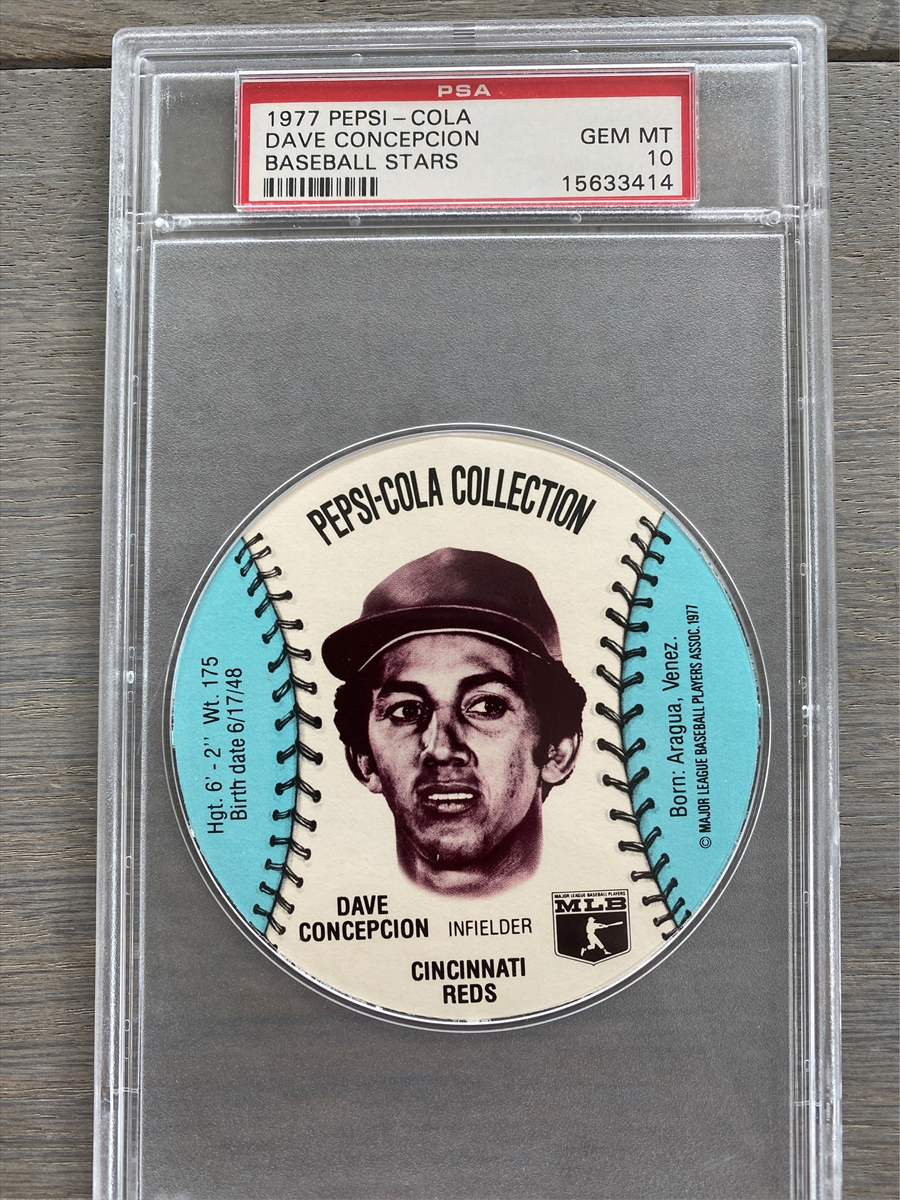 PSA
1977 PEPSI-COLA
DAVE CONCEPCION GEM MT
BASEBALL STARS 10
15633414
PEPSI-COLA COLLECTION
Hgt. 6' - 2" Wt. 175
Birth date 6/17/48
Born: Aragua, Venez.
© MAJOR LEAGUE BASEBALL PLAYERS ASSOC. 1977
DAVE
CONCEPCION INFIELDER
MAJOR LEAGUE BASEBALL PLAYERS
MLB
CINCINNATI
REDS